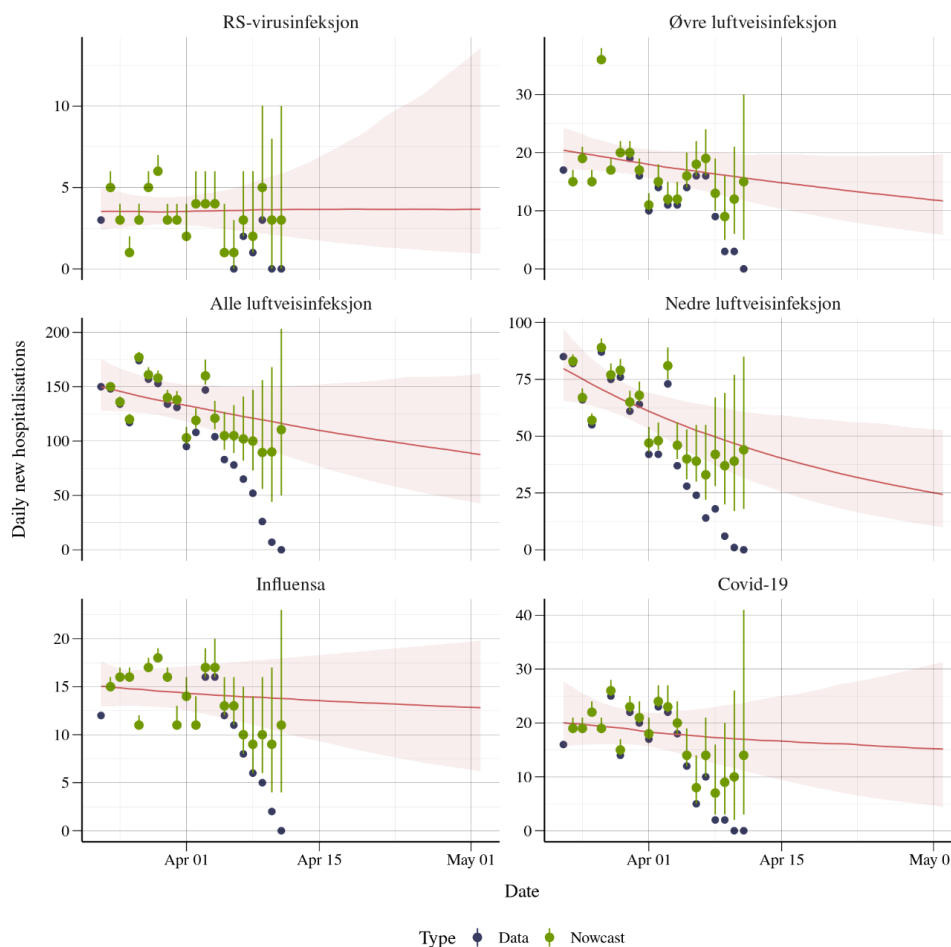 RS-virusinfeksjon
Øvre luftveisinfeksjon
10
5
0
30
20
10
0
Alle luftveisinfeksjon
Nedre luftveisinfeksjon
200
150
100
50
0
100
75
50
25
0
Daily new hospitalisations
Influensa
Covid-19
20
15
10
5
0
40
30
20
10
0
Apr 01
Apr 15
May 01
Apr 01
Apr 15
May 0
Date
Type Data Nowcast